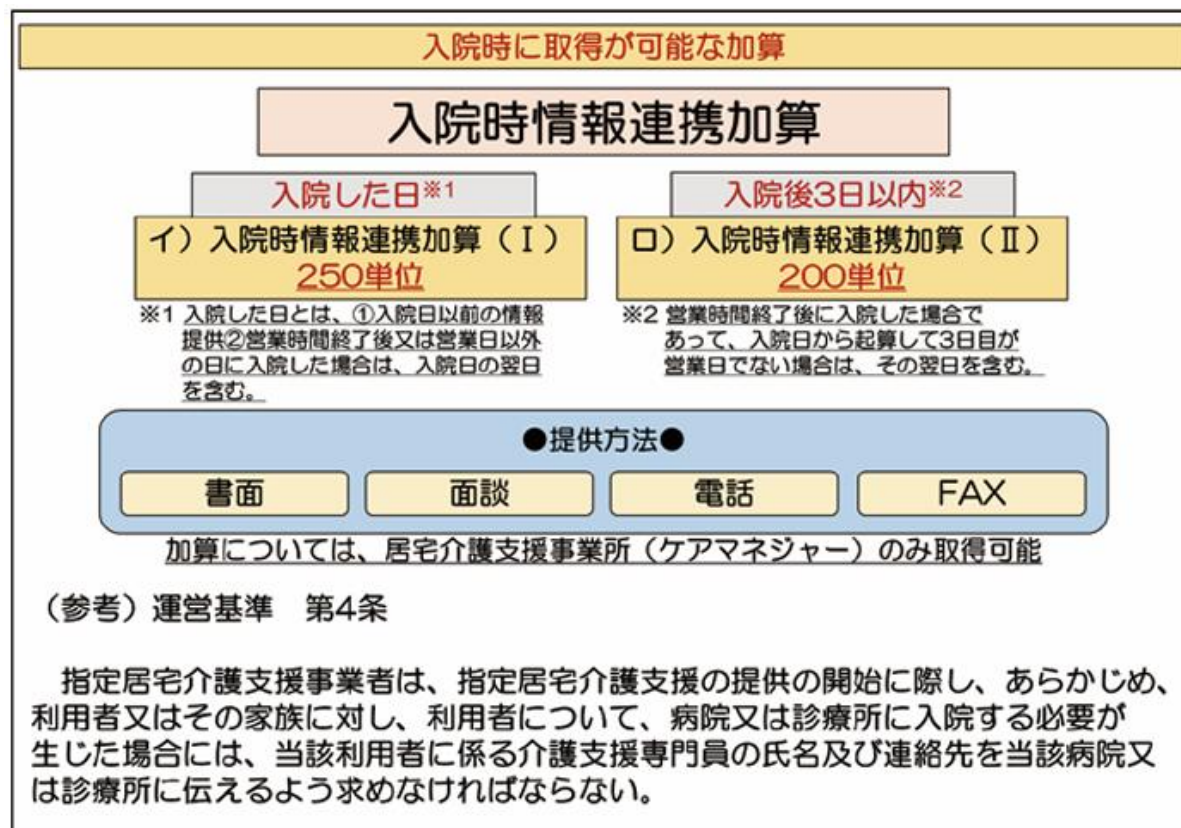 入院時に取得が可能な加算
入院時情報連携加算
入院した日※1
イ）入院時情報連携加算（Ⅰ）
250単位
※1 入院した日とは、①入院日以前の情報
提供②営業時間終了後又は営業日以外
の日に入院した場合は、入院日の翌日
を含む。
入院後3日以内※2
ロ）入院時情報連携加算（Ⅱ）
200単位
※2 営業時間終了後に入院した場合で
あって、入院日から起算して3日目が
営業日でない場合は、その翌日を含む。
●提供方法●
書面 面談 電話 FAX
加算については、居宅介護支援事業所（ケアマネジャー）のみ取得可能
（参考）運営基準　第4条
指定居宅介護支援事業者は、指定居宅介護支援の提供の開始に際し、あらかじめ、
利用者又はその家族に対し、利用者について、病院又は診療所に入院する必要が
生じた場合には、当該利用者に係る介護支援専門員の氏名及び連絡先を当該病院又
は診療所に伝えるよう求めなければならない。